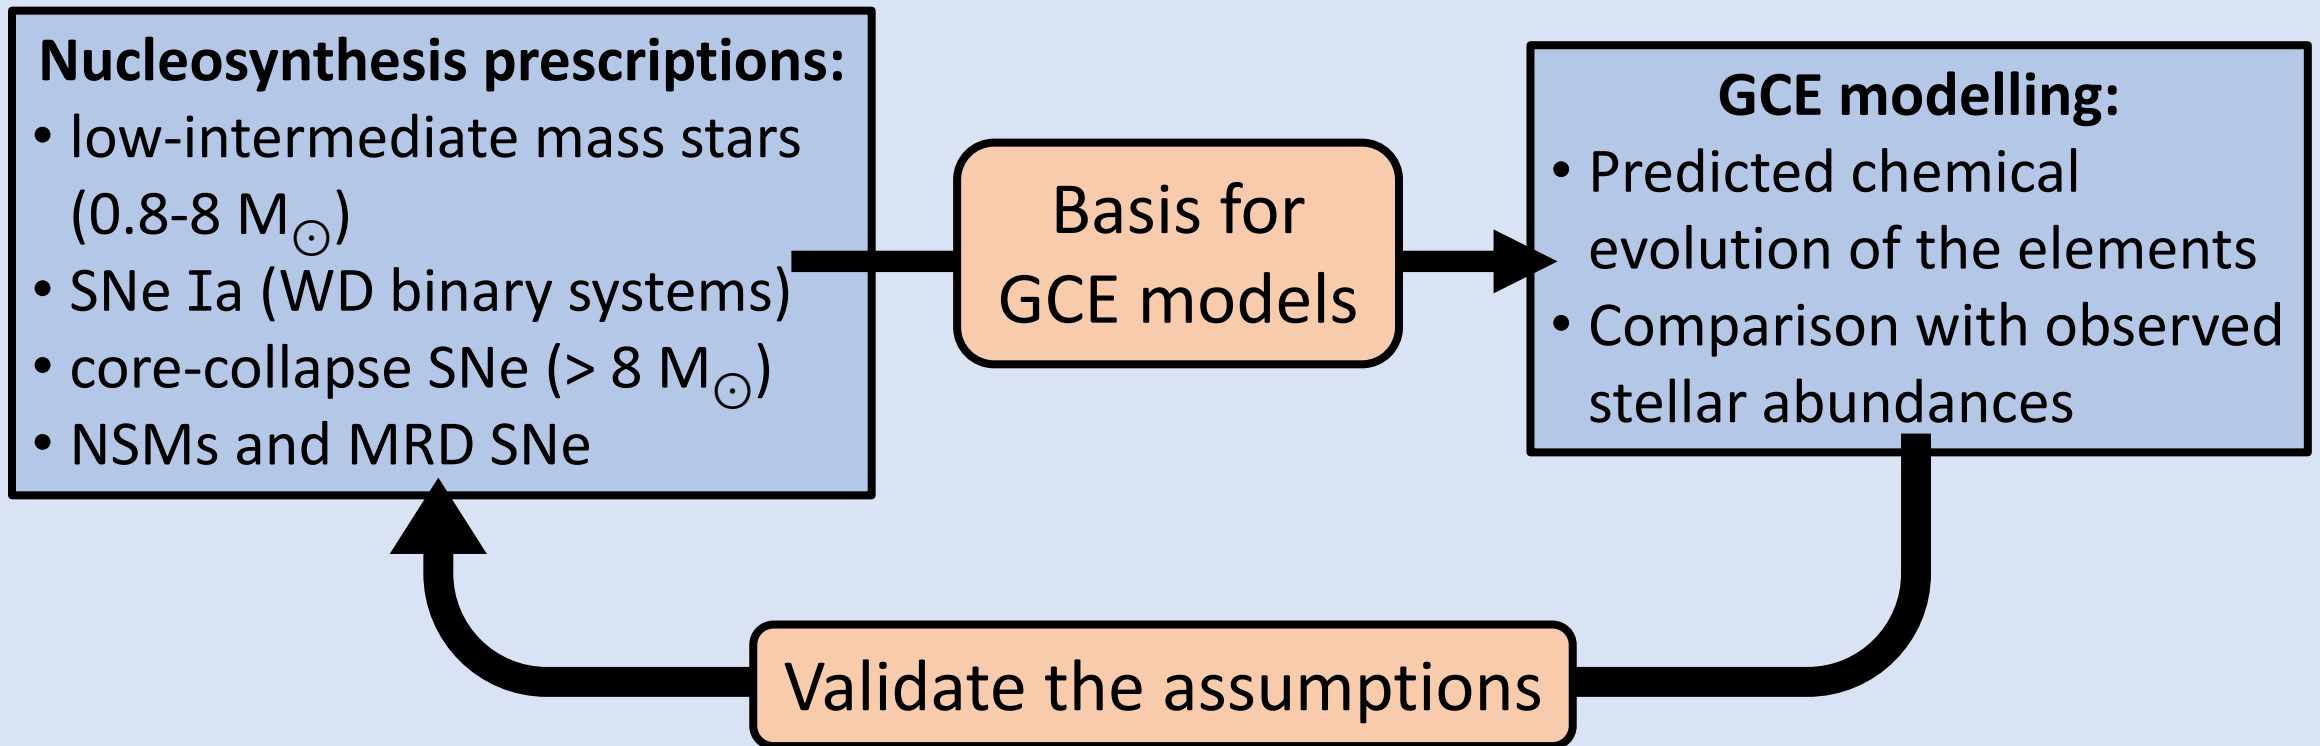 Nucleosynthesis prescriptions:
• low-intermediate mass stars
(0.8-8 M☉)
• SNe Ia (WD binary systems)
• core-collapse SNe (> 8 M☉)
• NSMs and MRD SNe
Basis for
GCE models
GCE modelling:
• Predicted chemical
evolution of the elements
• Comparison with observed
stellar abundances
Validate the assumptions